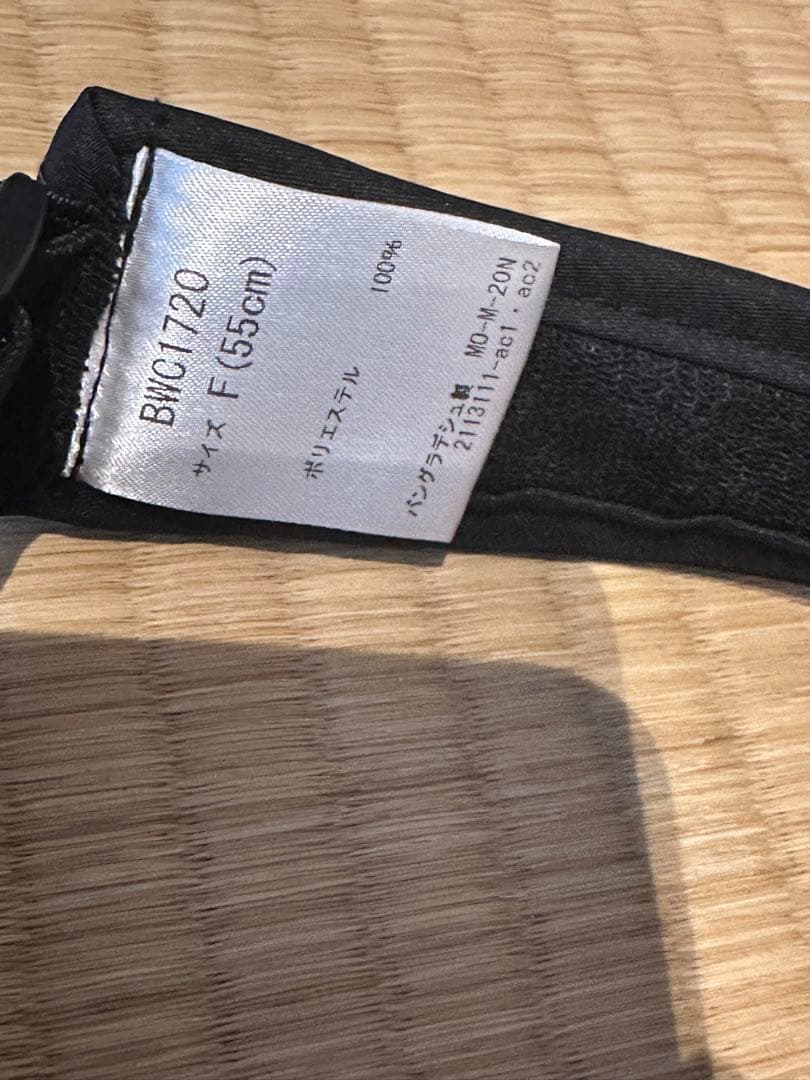 BWC1720
サイズ F(55cm)
ポリエステル 100%
バングラデシュ製 MO-M-20N
2113111-ac1・ac2